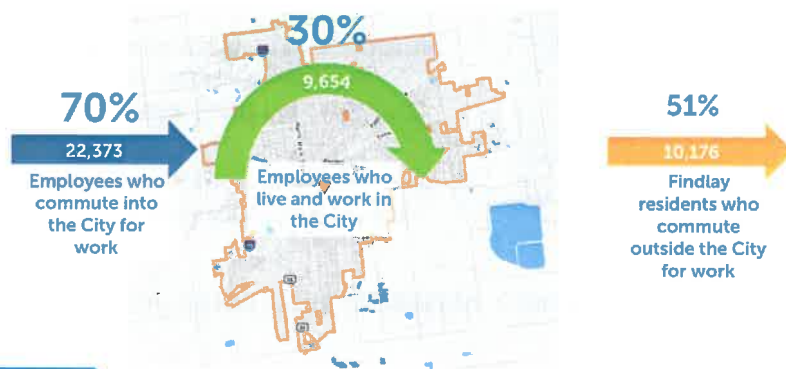 30%
9,654
70%
22,373
Employees who
commute into
the City for
work
Employees who
live and work in
the City
51%
10,176
Findlay
residents who
commute
outside the City
for work